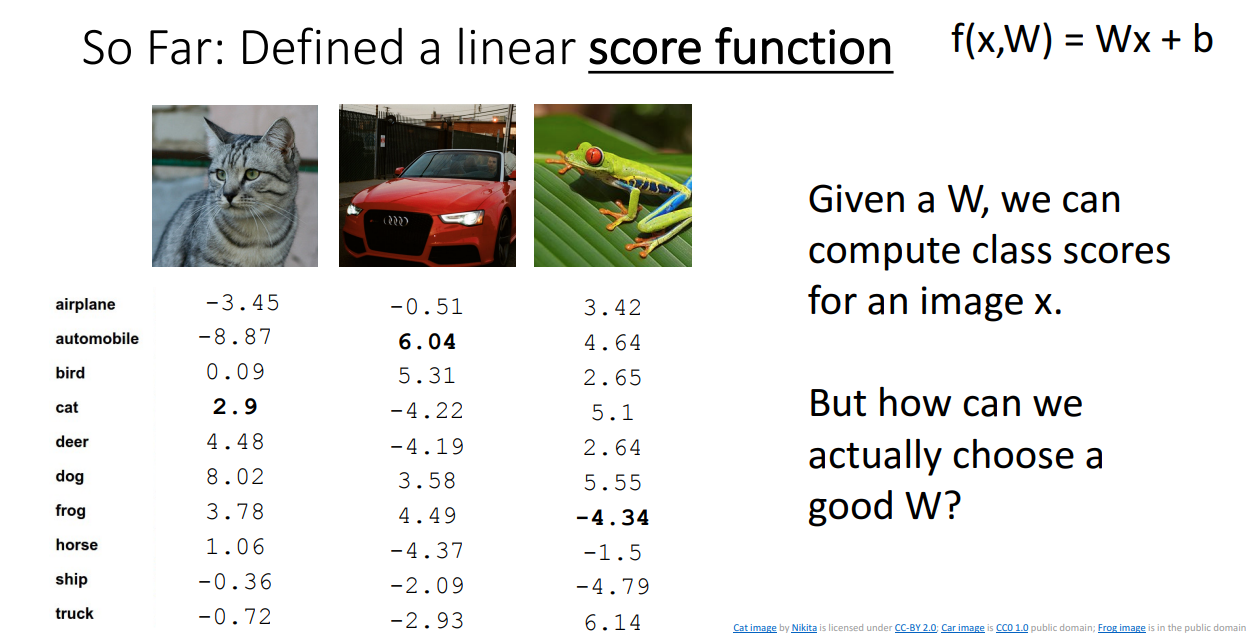 So Far: Defined a linear score function
f(x,W) = Wx + b
airplane -3.45 -0.51 3.42
automobile -8.87 6.04 4.64
bird 0.09 5.31 2.65
cat 2.9 -4.22 5.1
deer 4.48 -4.19 2.64
dog 8.02 3.58 5.55
frog 3.78 4.49 -4.34
horse 1.06 -4.37 -1.5
ship -0.36 -2.09 -4.79
truck -0.72 -2.93 6.14
Given a W, we can
compute class scores
for an image x.
But how can we
actually choose a
good W?
Cat image by Nikita is licensed under CC-BY 2.0; Car image is CC0 1.0 public domain; Frog image is in the public domain